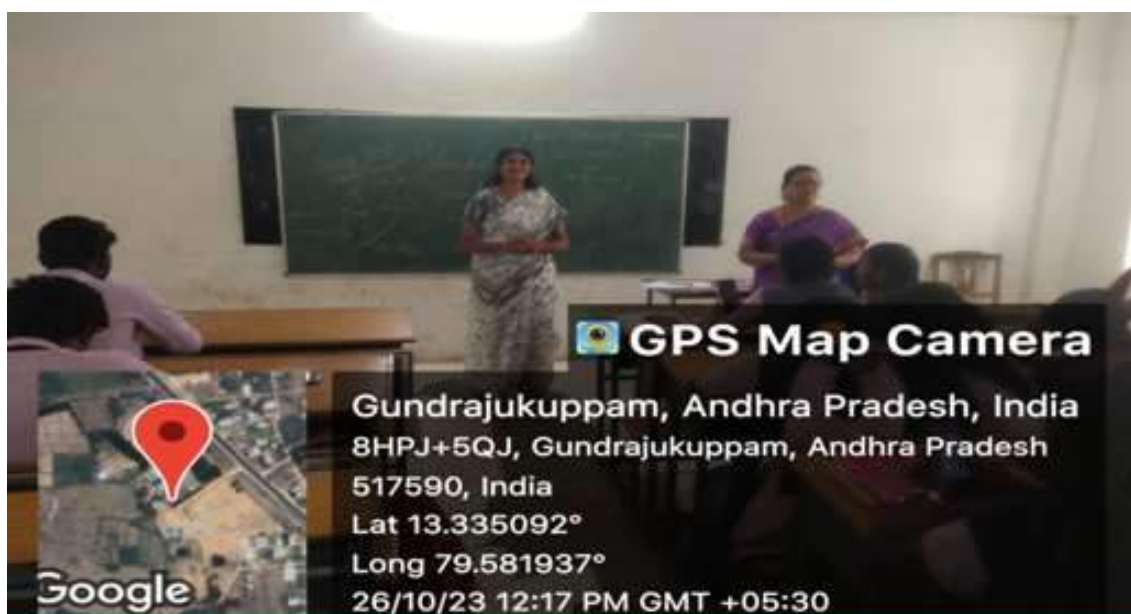 GPS Map Camera
Gundrajukuppam, Andhra Pradesh, India
8HPJ+5QJ, Gundrajukuppam, Andhra Pradesh
517590, India
Lat 13.335092°
Long 79.581937°
26/10/23 12:17 PM GMT +05:30
Google